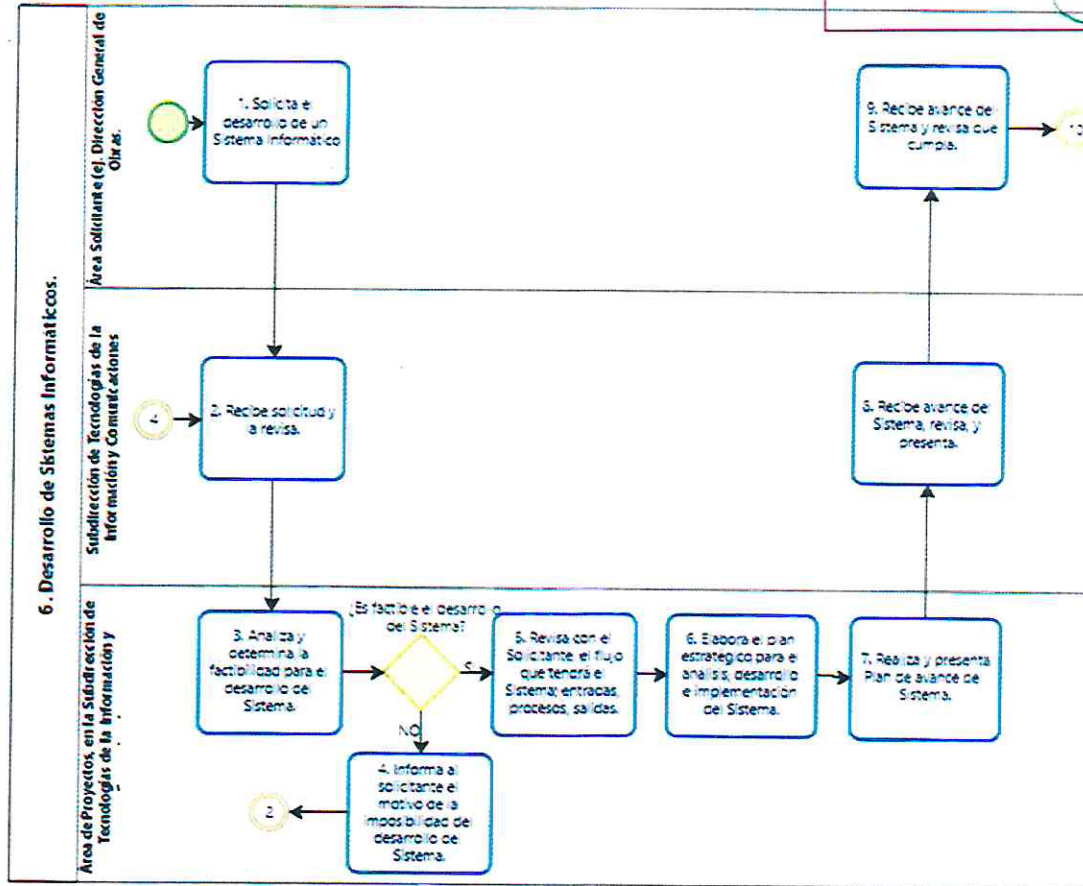 6. Desarrollo de Sistemas Informáticos.
Área Solicitante (ej. Dirección General de
Obras.
1. Solicita el
desarrollo de un
Sistema Informático
9. Recibe avance del
Sistema y revisa que
cumpla.
10
Subdirección de Tecnologías de la
Información y Comunicaciones
4
2. Recibe solicitud y
la revisa.
8. Recibe avance del
Sistema, revisa, y
presenta.
Área de Proyectos, en la Subdirección de
Tecnologías de la Información y
3. Analiza y
determina la
factibilidad para el
desarrollo del
Sistema.
¿Es factible el desarrollo
del Sistema?
SI
NO
5. Revisa con el
Solicitante, el flujo
que tendrá el
Sistema; entradas,
procesos, salidas.
6. Elabora el plan
estratégico para el
análisis, desarrollo
e implementación
del Sistema.
7. Realiza y presenta
Plan de avance del
Sistema.
4. Informa al
solicitante el
motivo de la
imposibilidad del
desarrollo del
Sistema.
2